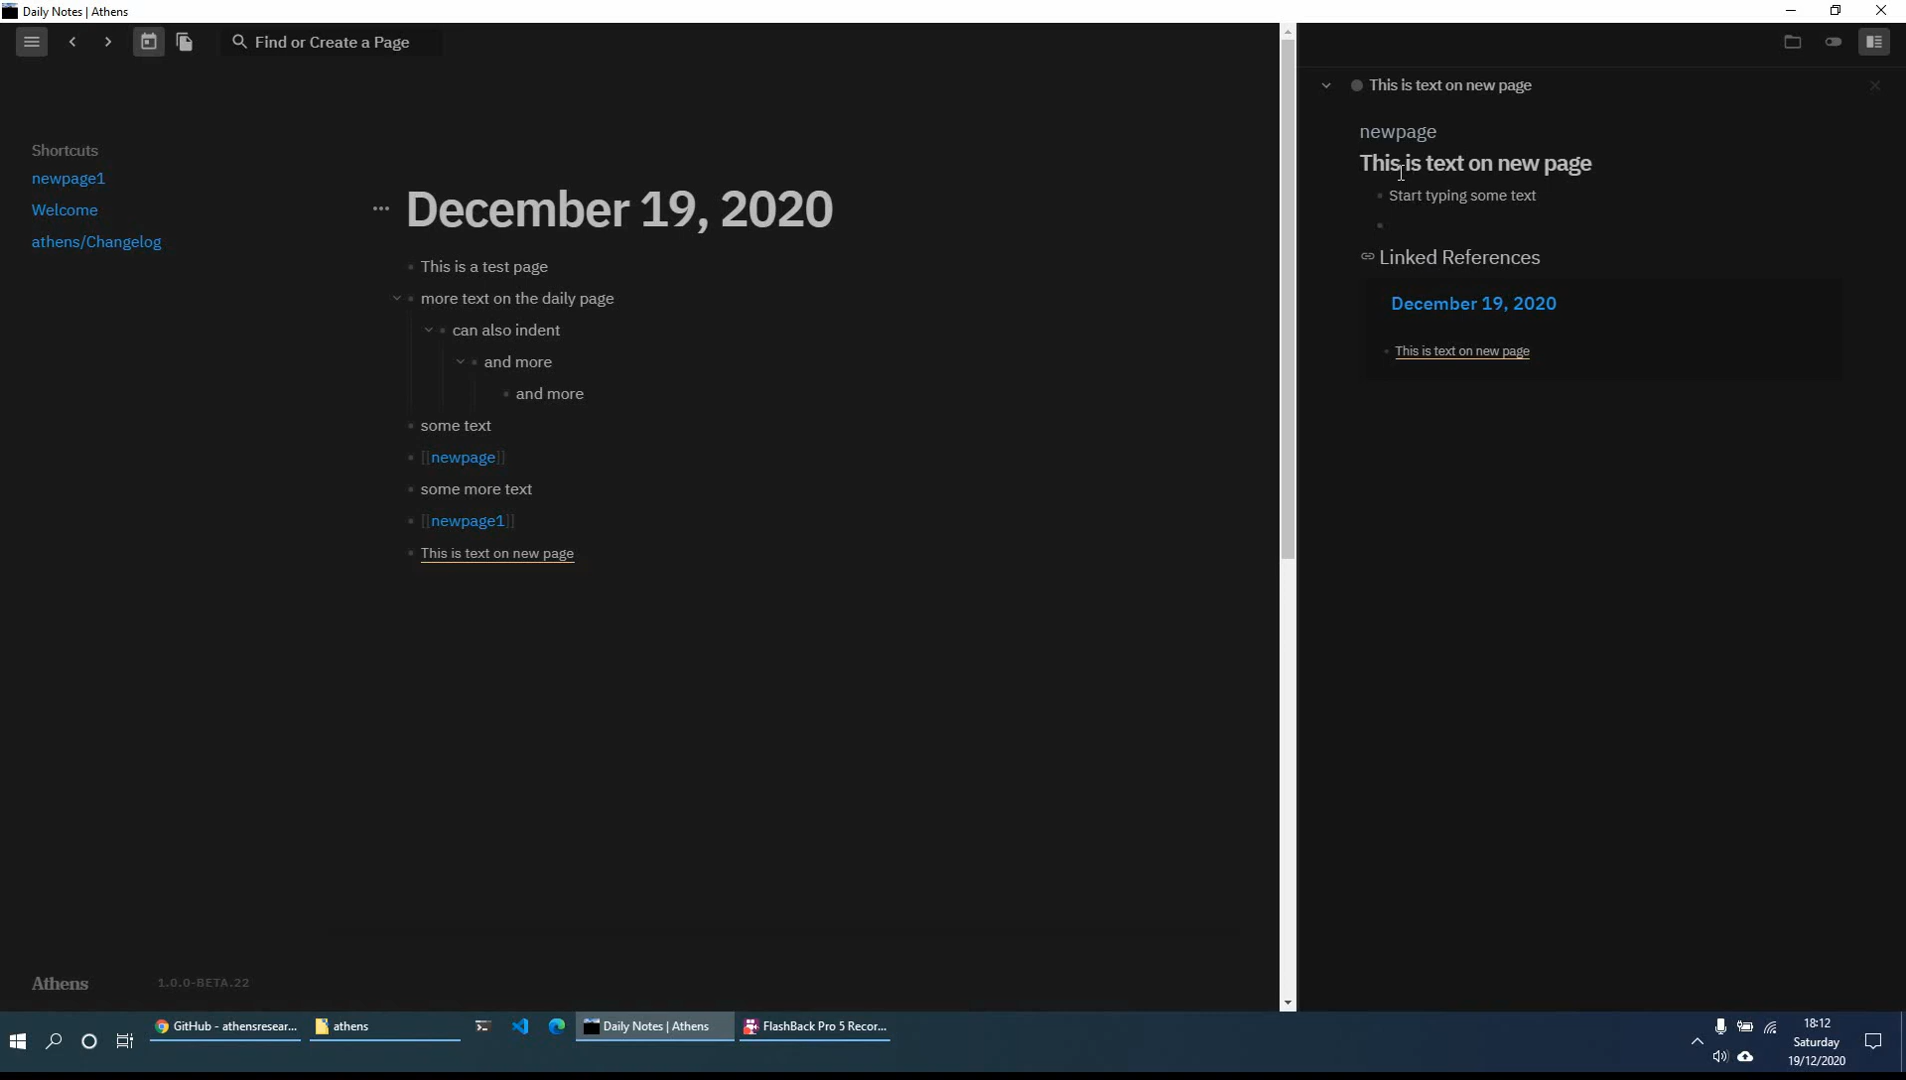 Daily Notes | Athens
Find or Create a Page
Shortcuts
newpage1
Welcome
athens/Changelog
December 19, 2020
This is a test page
more text on the daily page
can also indent
and more
and more
some text
[[newpage]]
some more text
[[newpage1]]
This is text on new page
Athens
1.0.0-BETA.22
This is text on new page
newpage
This is text on new page
Start typing some text
Linked References
December 19, 2020
This is text on new page
GitHub - athensresear...
athens
Daily Notes | Athens
FlashBack Pro 5 Recor...
18:12
Saturday
19/12/2020